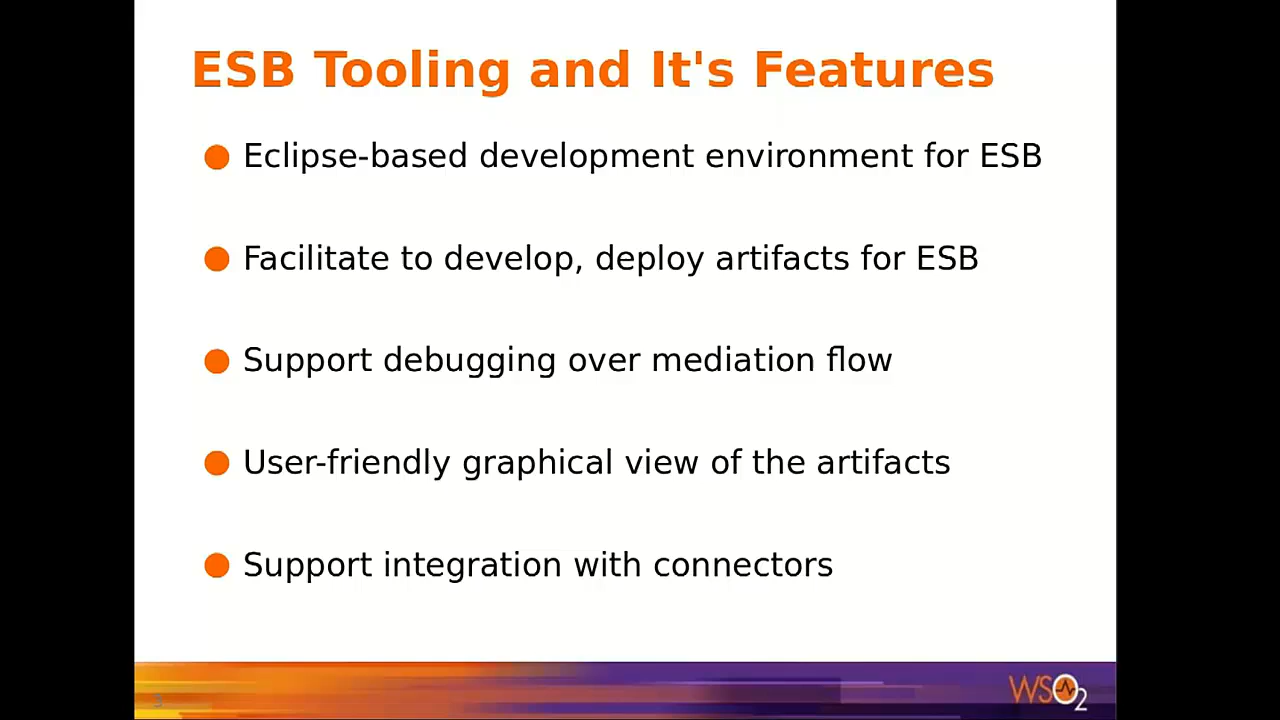 ESB Tooling and It's Features
Eclipse-based development environment for ESB
Facilitate to develop, deploy artifacts for ESB
Support debugging over mediation flow
User-friendly graphical view of the artifacts
Support integration with connectors
WSO2